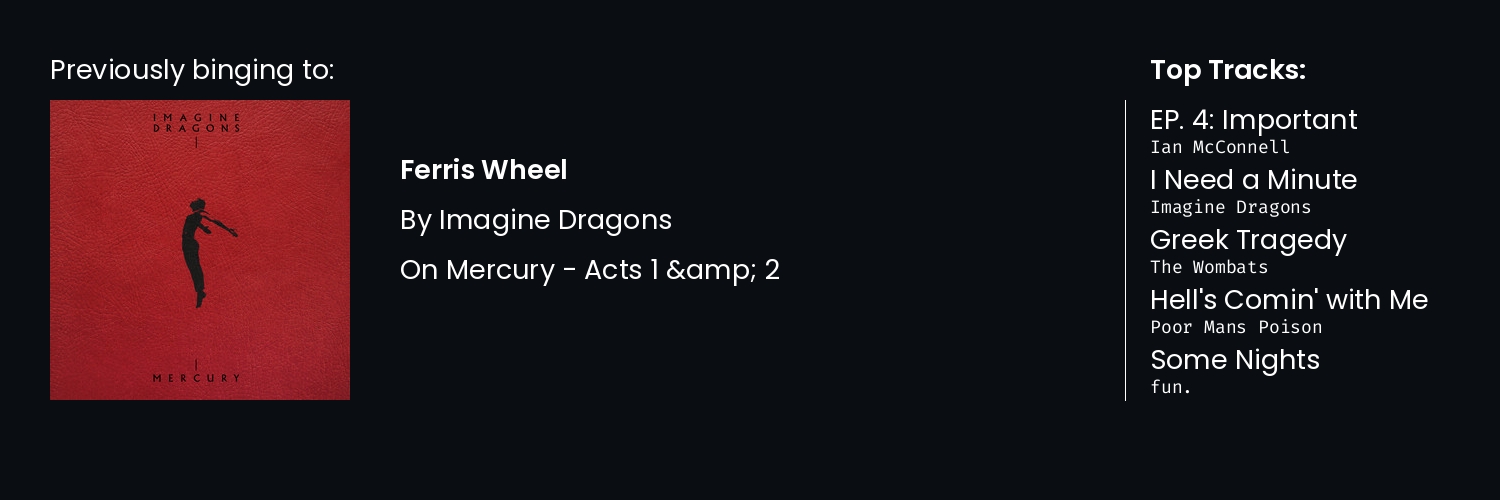 Previously binging to:
IMAGINE
DRAGONS
MERCURY
Ferris Wheel
By Imagine Dragons
On Mercury - Acts 1 &amp; 2
Top Tracks:
EP. 4: Important
Ian McConnell
I Need a Minute
Imagine Dragons
Greek Tragedy
The Wombats
Hell's Comin' with Me
Poor Mans Poison
Some Nights
fun.